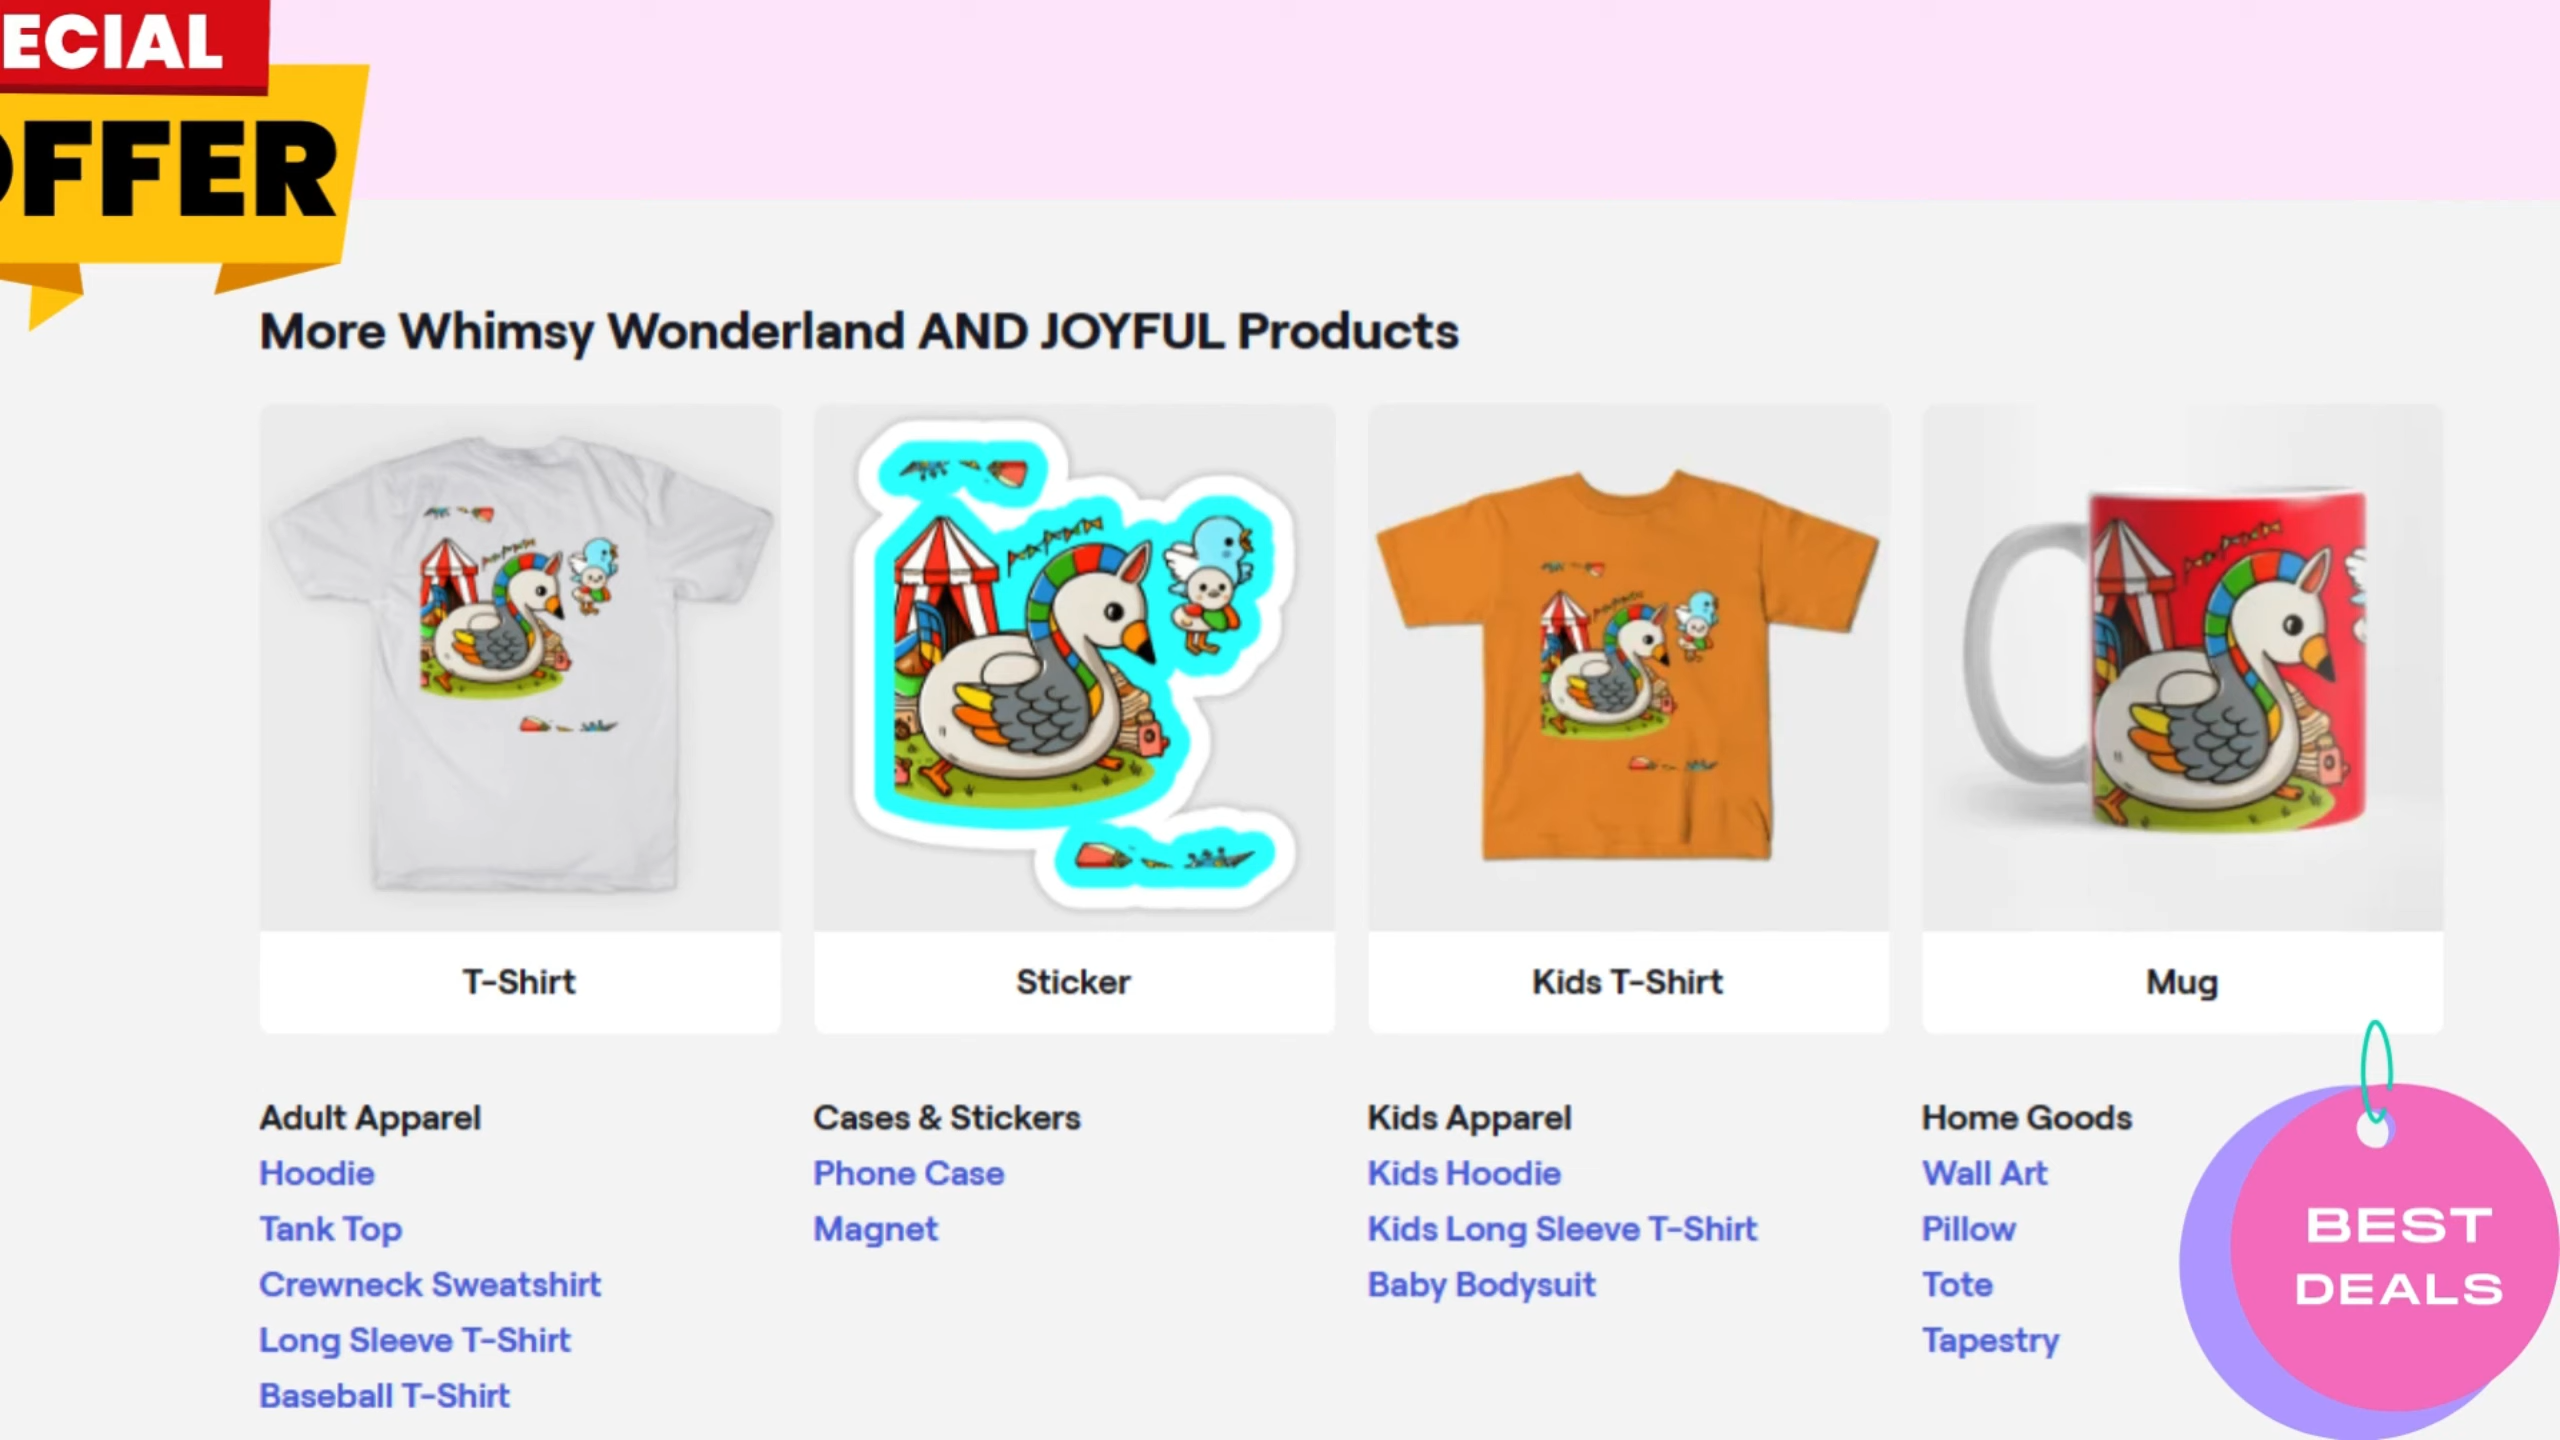 ECIAL
OFFER
More Whimsy Wonderland AND JOYFUL Products
T-Shirt
Sticker
Kids T-Shirt
Mug
Adult Apparel
Hoodie
Tank Top
Crewneck Sweatshirt
Long Sleeve T-Shirt
Baseball T-Shirt
Cases & Stickers
Phone Case
Magnet
Kids Apparel
Kids Hoodie
Kids Long Sleeve T-Shirt
Baby Bodysuit
Home Goods
Wall Art
Pillow
Tote
Tapestry
BEST
DEALS